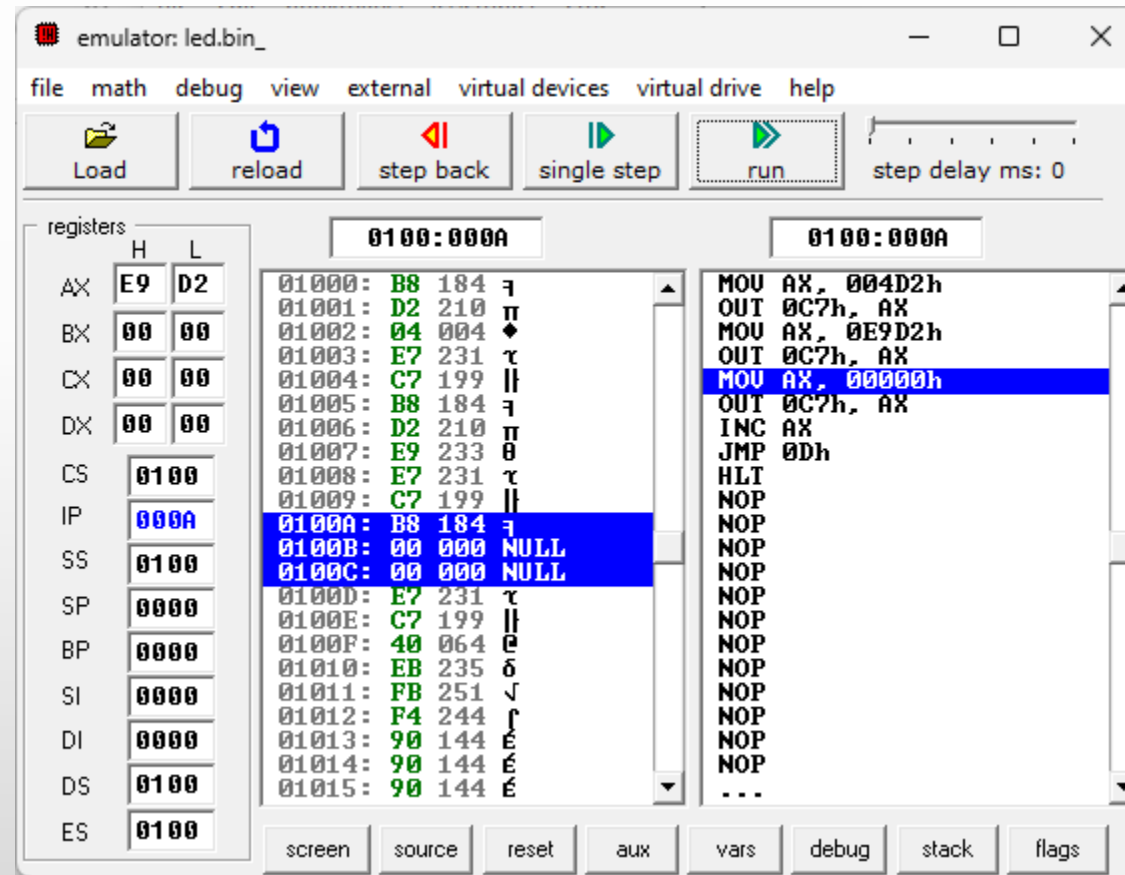 emulator: led.bin_
file math debug view external virtual devices virtual drive help
Load reload step back single step run step delay ms: 0
registers
H L
AX E9 D2
BX 00 00
CX 00 00
DX 00 00
CS 0100
IP 000A
SS 0100
SP 0000
BP 0000
SI 0000
DI 0000
DS 0100
ES 0100
0100:000A
01000: B8 184 ╕
01001: D2 210 π
01002: 04 004 ♦
01003: E7 231 τ
01004: C7 199 ╟
01005: B8 184 ╕
01006: D2 210 π
01007: E9 233 θ
01008: E7 231 τ
01009: C7 199 ╟
0100A: B8 184 ╕
0100B: 00 000 NULL
0100C: 00 000 NULL
0100D: E7 231 τ
0100E: C7 199 ╟
0100F: 40 064 @
01010: EB 235 δ
01011: FB 251 √
01012: F4 244 ⌠
01013: 90 144 É
01014: 90 144 É
01015: 90 144 É
0100:000A
MOV AX, 004D2h
OUT 0C7h, AX
MOV AX, 0E9D2h
OUT 0C7h, AX
MOV AX, 00000h
OUT 0C7h, AX
INC AX
JMP 0Dh
HLT
NOP
NOP
NOP
NOP
NOP
NOP
NOP
NOP
NOP
NOP
NOP
NOP
...
screen source reset aux vars debug stack flags